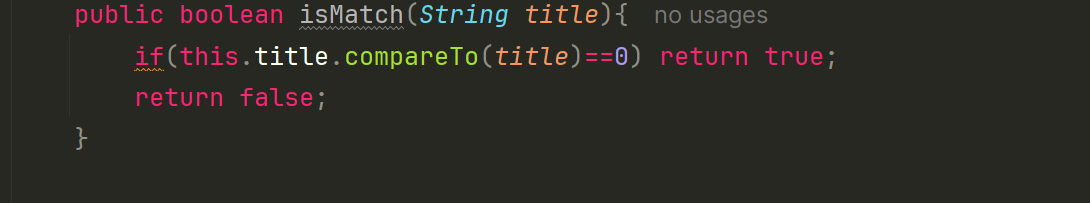 public boolean isMatch(String title){ no usages
if(this.title.compareTo(title)==0) return true;
return false;
}